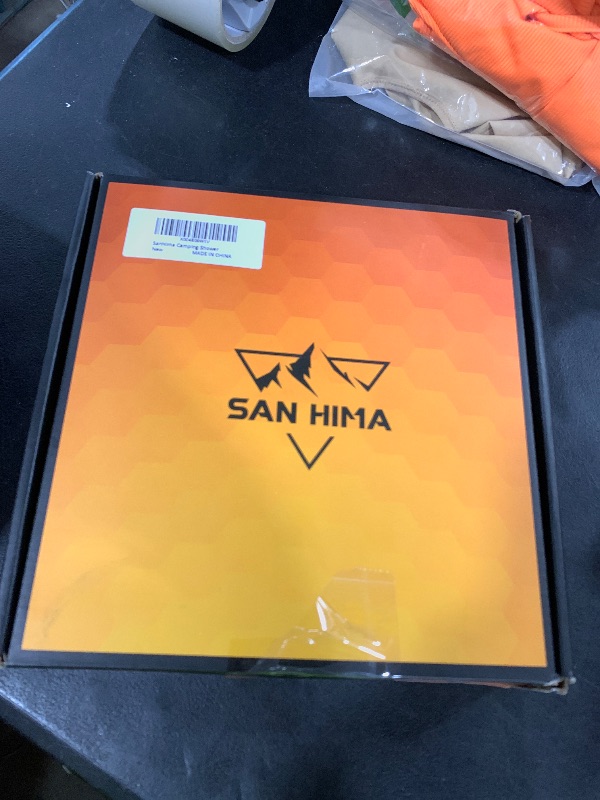 Sanhima Camping Shower
New
MADE IN CHINA
SAN HIMA